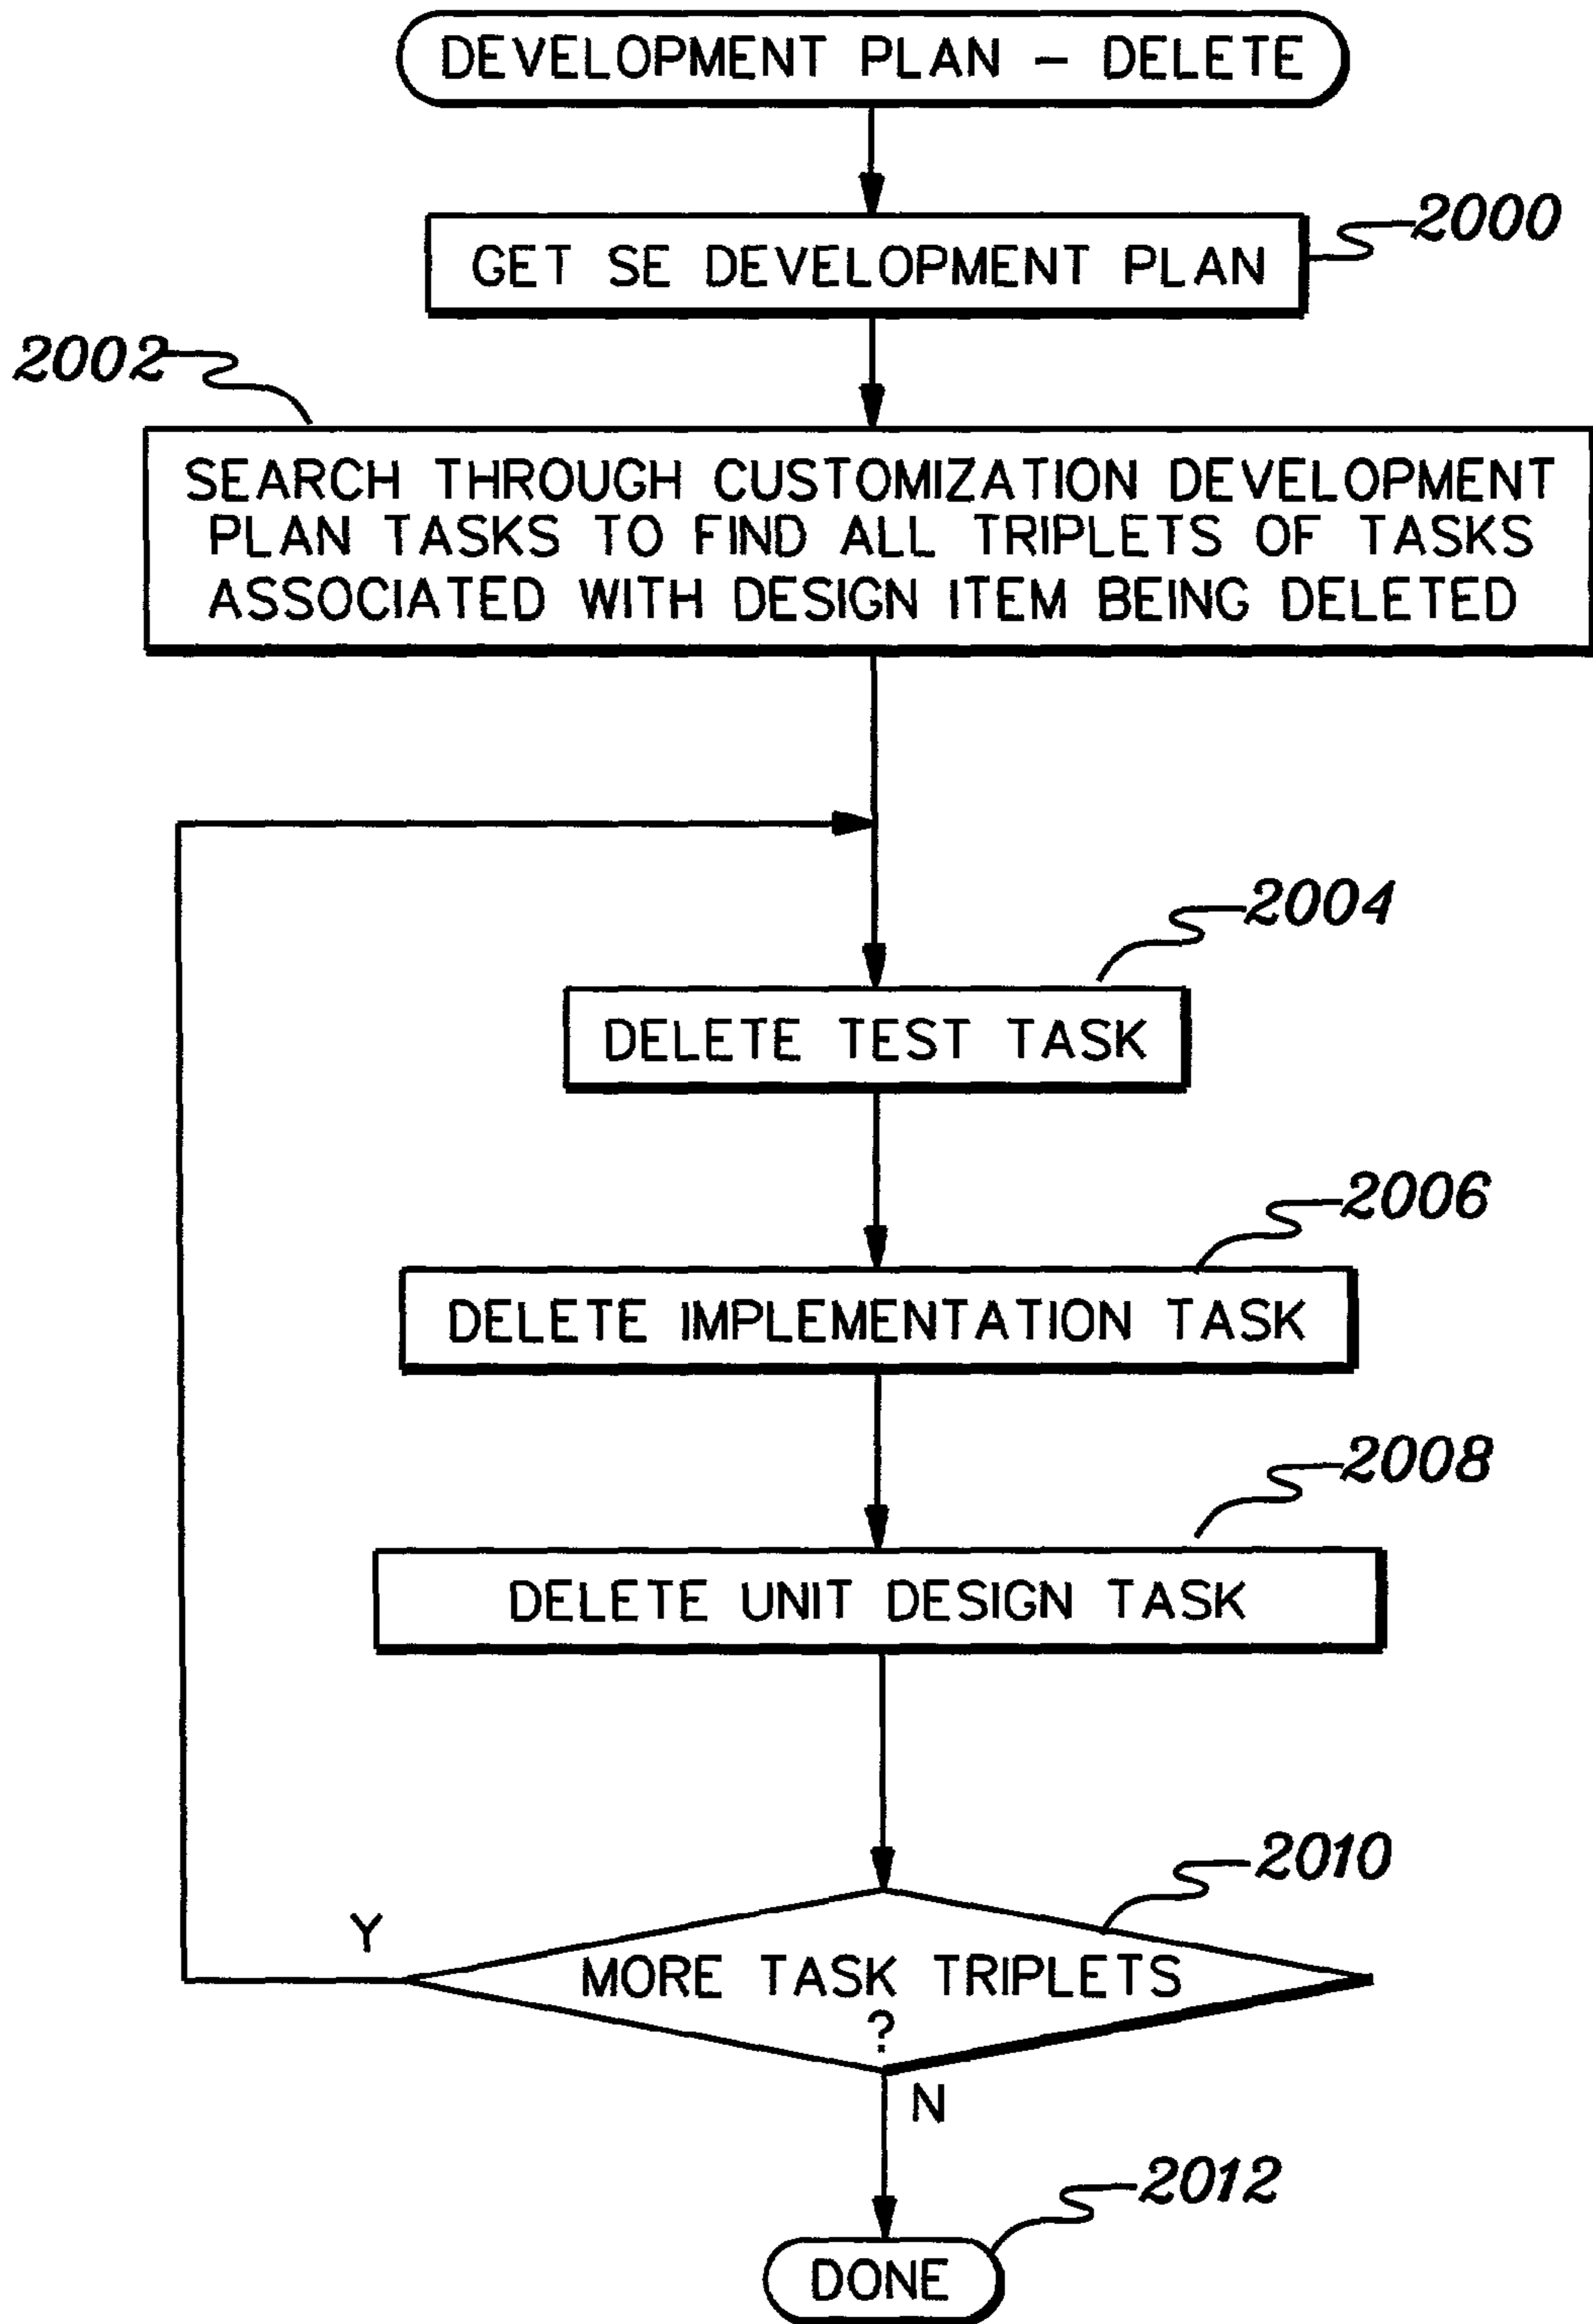 DEVELOPMENT PLAN - DELETE
2000
GET SE DEVELOPMENT PLAN
2002
SEARCH THROUGH CUSTOMIZATION DEVELOPMENT
PLAN TASKS TO FIND ALL TRIPLETS OF TASKS
ASSOCIATED WITH DESIGN ITEM BEING DELETED
2004
DELETE TEST TASK
2006
DELETE IMPLEMENTATION TASK
2008
DELETE UNIT DESIGN TASK
2010
Y
MORE TASK TRIPLETS
?
N
2012
DONE